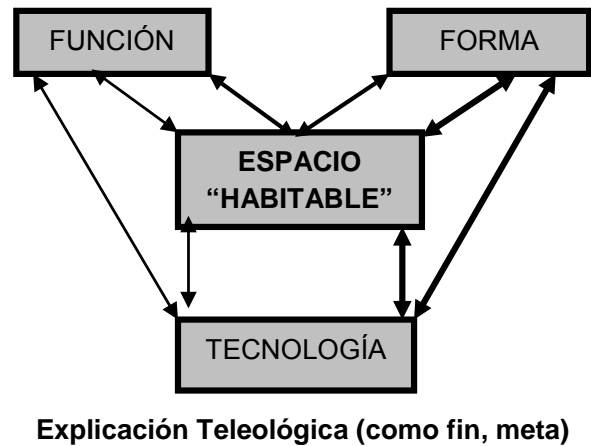 FUNCIÓN
FORMA
ESPACIO
“HABITABLE”
TECNOLOGÍA
Explicación Teleológica (como fin, meta)